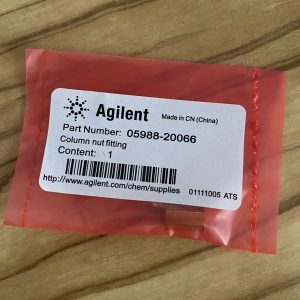 Agilent Made in CN (China)
Part Number: 05988-20066
Column nut fitting
Content: 1
http://www.agilent.com/chem/supplies 01111005 ATS